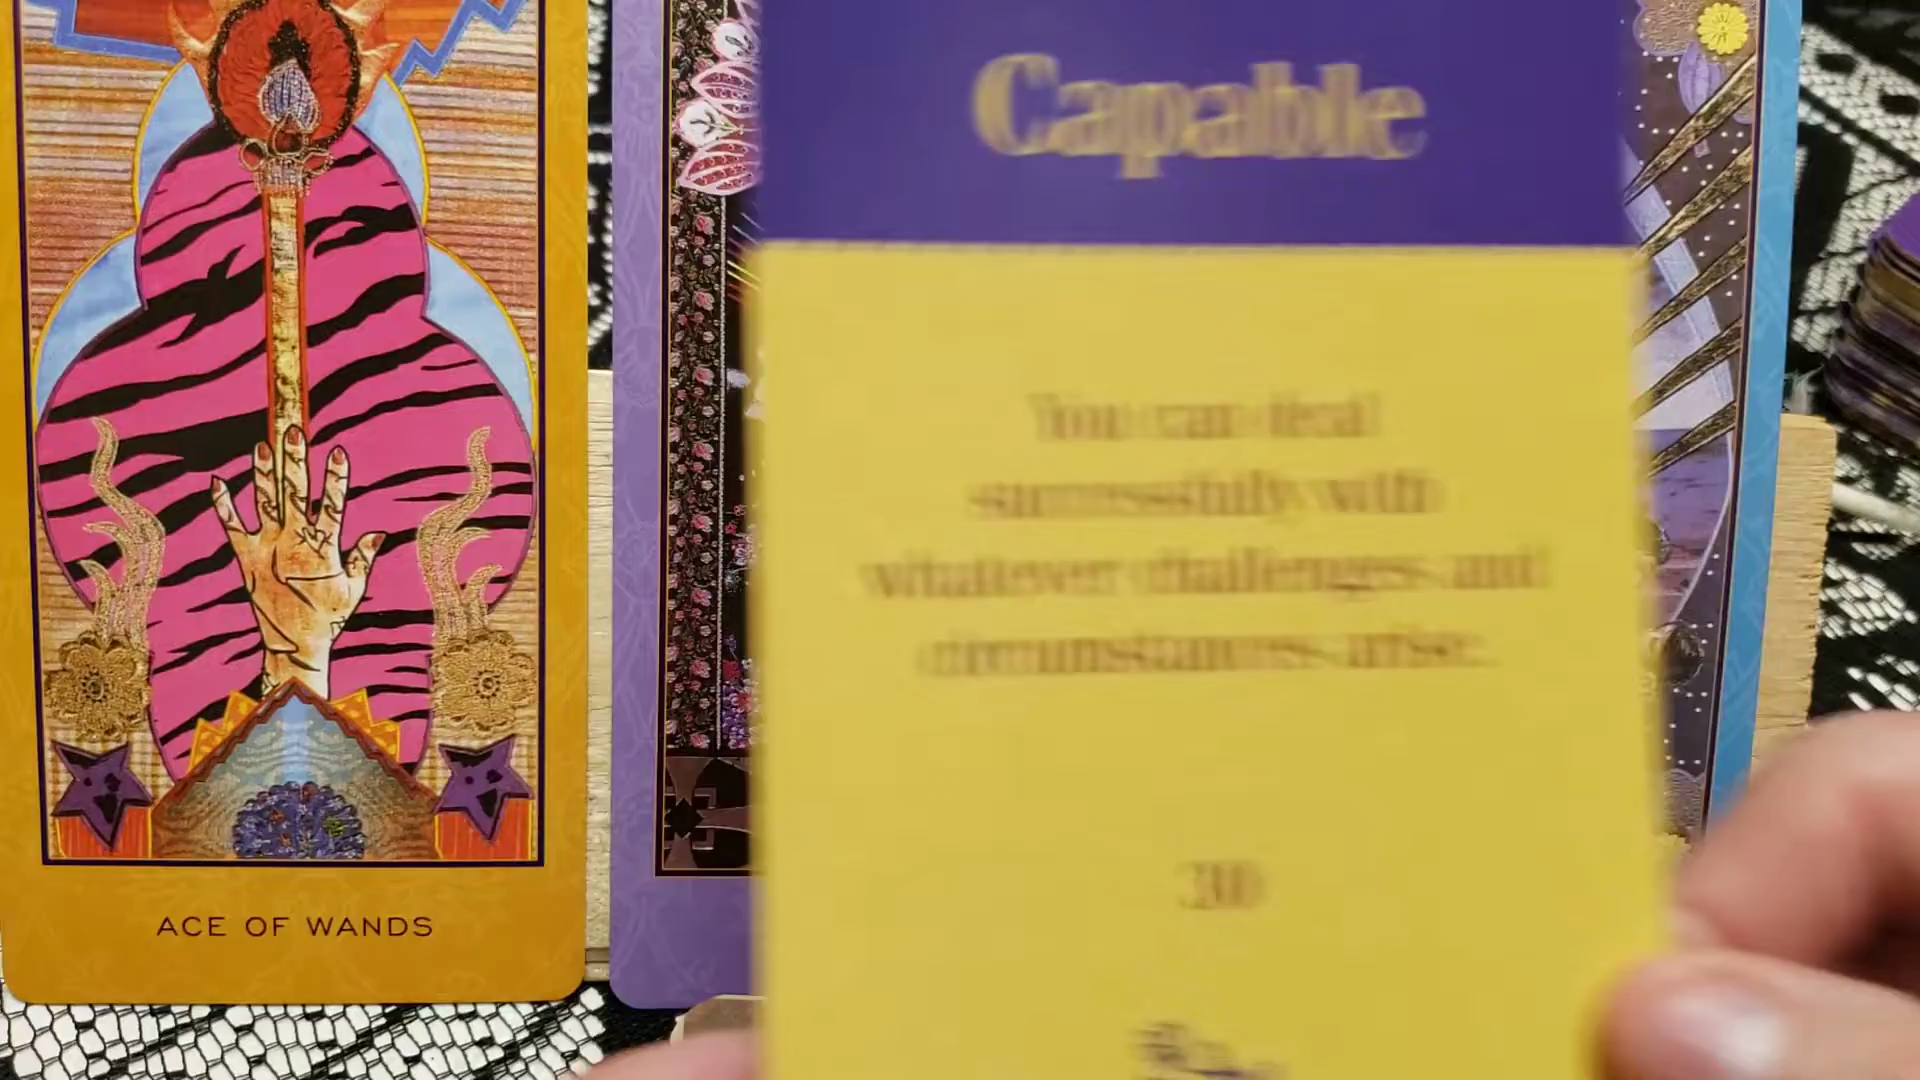 Capable
You can deal
successfully with
whatever challenges and
circumstances arise.
30
ACE OF WANDS